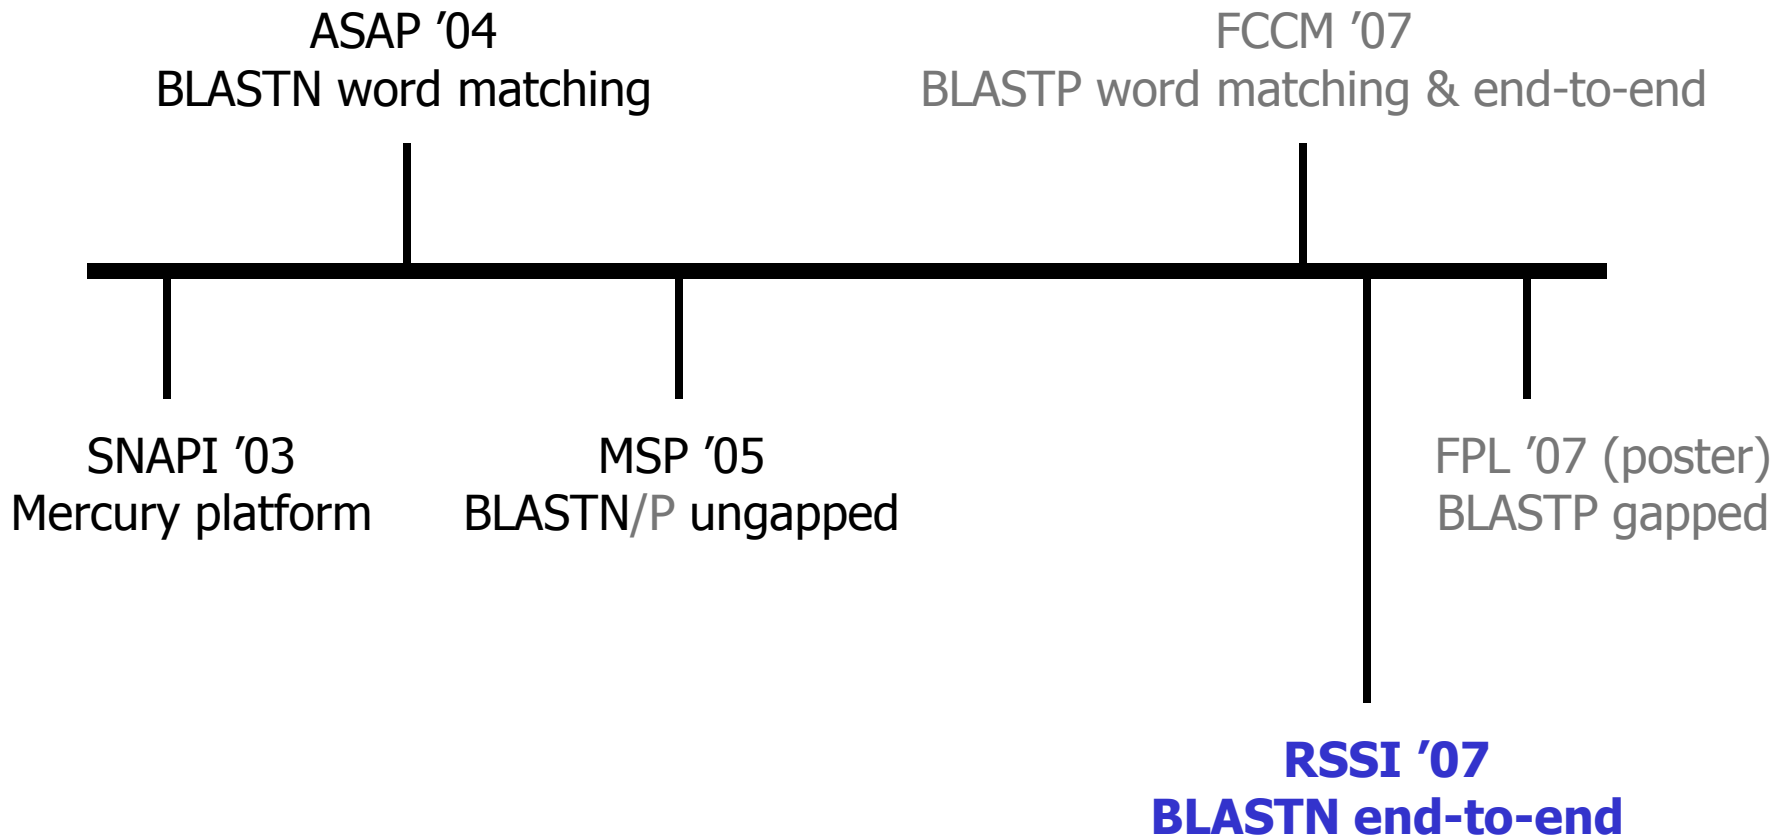 ASAP ’04
BLASTN word matching
FCCM ’07
BLASTP word matching & end-to-end
SNAPI ’03
Mercury platform
MSP ’05
BLASTN/P ungapped
FPL ’07 (poster)
BLASTP gapped
RSSI ’07
BLASTN end-to-end